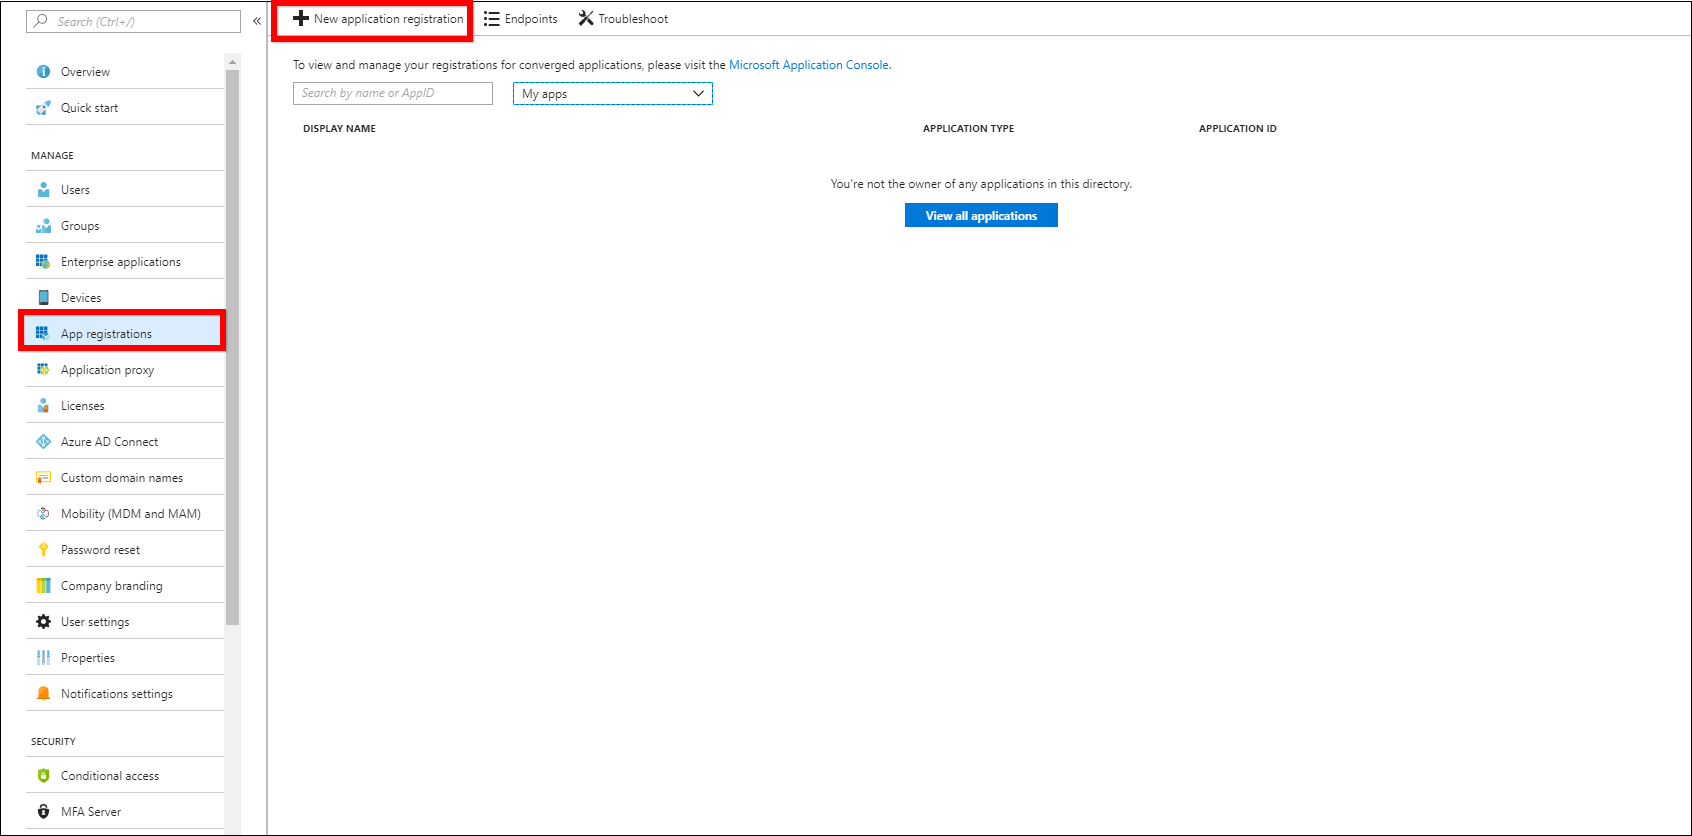 Search (Ctrl+/)
«
Overview
Quick start
MANAGE
Users
Groups
Enterprise applications
Devices
App registrations
Application proxy
Licenses
Azure AD Connect
Custom domain names
Mobility (MDM and MAM)
Password reset
Company branding
User settings
Properties
Notifications settings
SECURITY
Conditional access
MFA Server
New application registration Endpoints Troubleshoot
To view and manage your registrations for converged applications, please visit the Microsoft Application Console.
Search by name or AppID My apps
DISPLAY NAME APPLICATION TYPE APPLICATION ID
You're not the owner of any applications in this directory.
View all applications